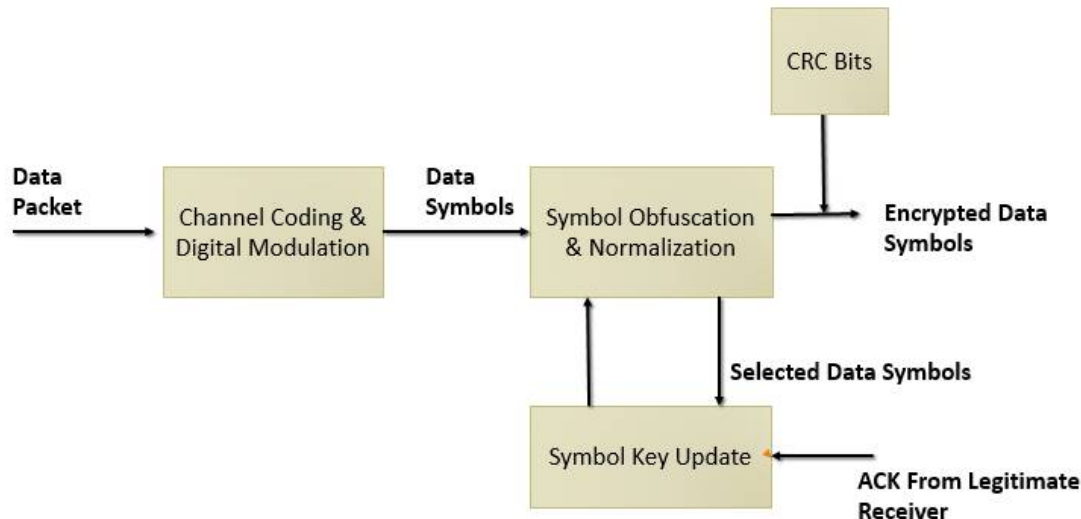 CRC Bits
Data
Packet
Channel Coding &
Digital Modulation
Data
Symbols
Symbol Obfuscation
& Normalization
Encrypted Data
Symbols
Selected Data Symbols
Symbol Key Update
ACK From Legitimate
Receiver